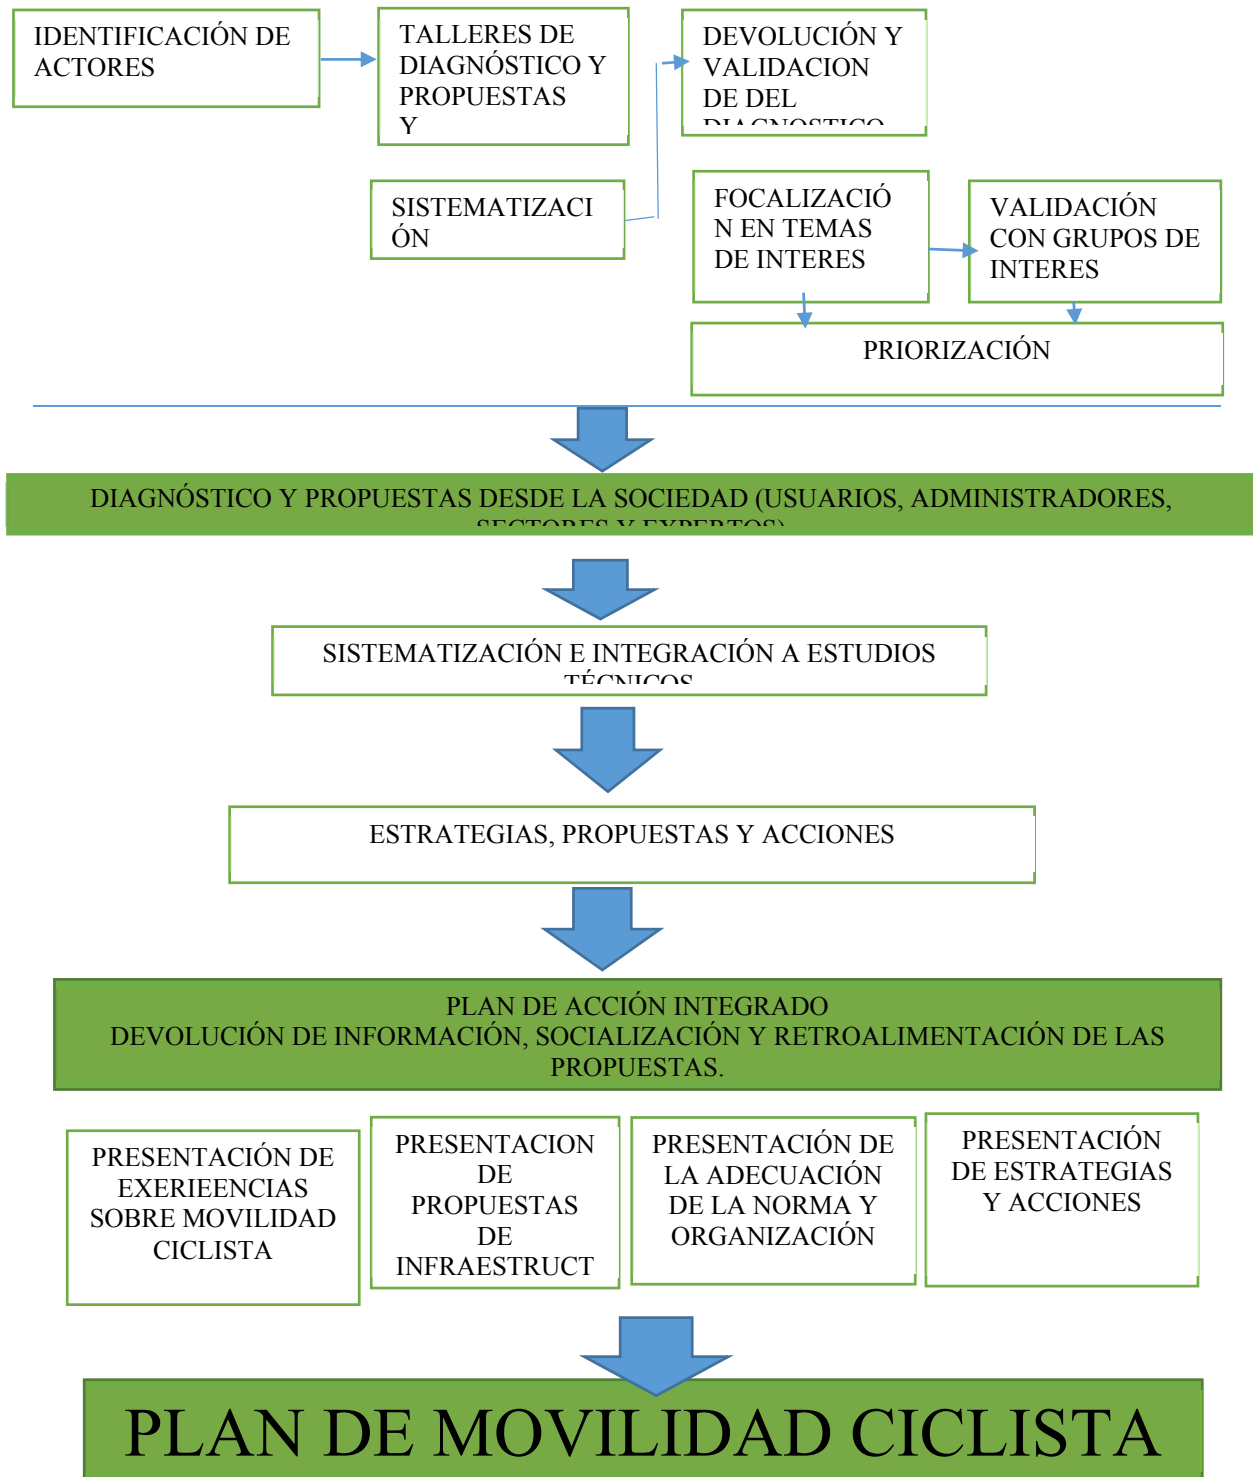 IDENTIFICACIÓN DE
ACTORES
TALLERES DE
DIAGNÓSTICO Y
PROPUESTAS
Y
DEVOLUCIÓN Y
VALIDACION
DE DEL
DIAGNOSTICO
SISTEMATIZACI
ÓN
FOCALIZACIÓ
N EN TEMAS
DE INTERES
VALIDACIÓN
CON GRUPOS DE
INTERES
PRIORIZACIÓN
DIAGNÓSTICO Y PROPUESTAS DESDE LA SOCIEDAD (USUARIOS, ADMINISTRADORES,
SECTORES Y EXPERTOS)
SISTEMATIZACIÓN E INTEGRACIÓN A ESTUDIOS
TÉCNICOS
ESTRATEGIAS, PROPUESTAS Y ACCIONES
PLAN DE ACCIÓN INTEGRADO
DEVOLUCIÓN DE INFORMACIÓN, SOCIALIZACIÓN Y RETROALIMENTACIÓN DE LAS
PROPUESTAS.
PRESENTACIÓN DE
EXERIEENCIAS
SOBRE MOVILIDAD
CICLISTA
PRESENTACION
DE
PROPUESTAS
DE
INFRAESTRUCT
PRESENTACIÓN DE
LA ADECUACIÓN
DE LA NORMA Y
ORGANIZACIÓN
PRESENTACIÓN
DE ESTRATEGIAS
Y ACCIONES
PLAN DE MOVILIDAD CICLISTA